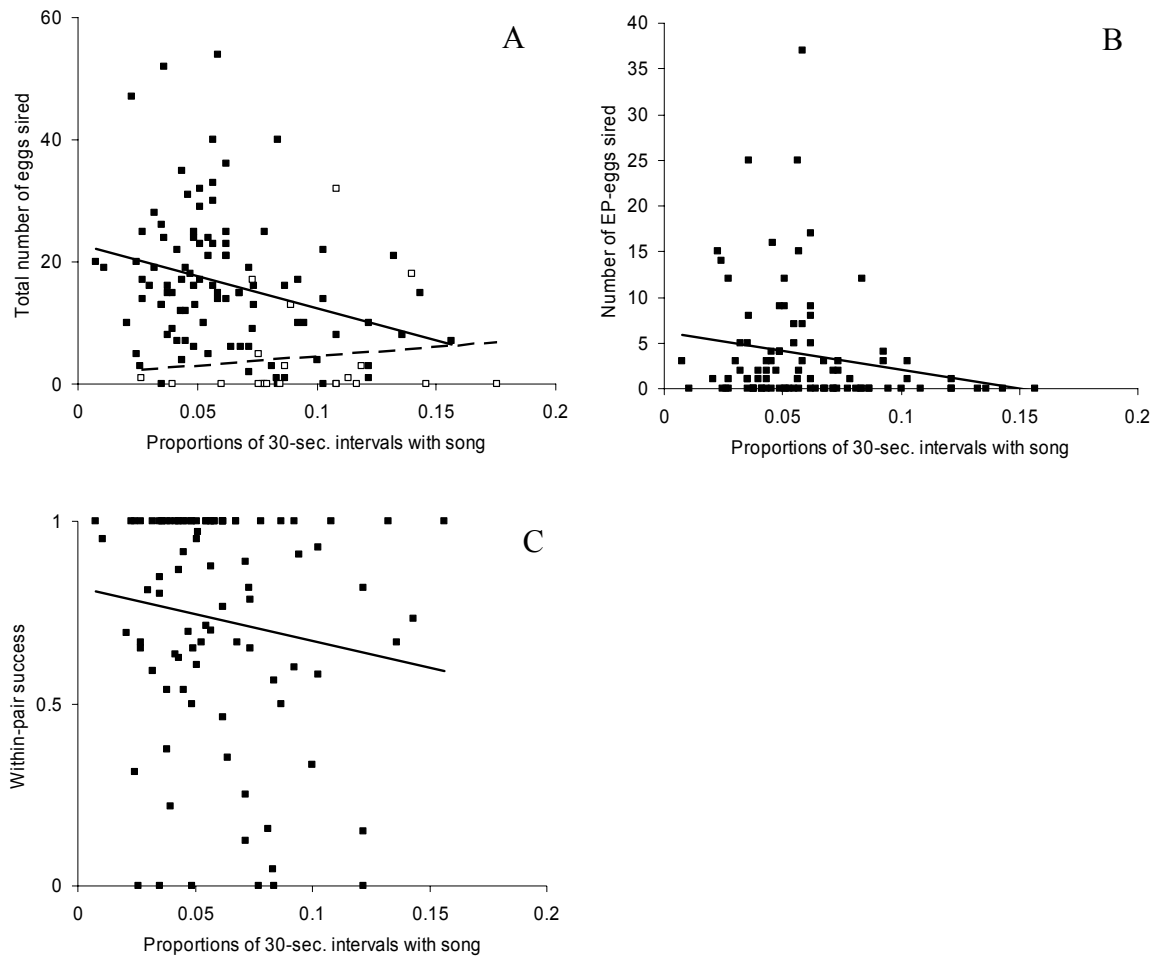 A
Total number of eggs sired
60
40
20
0
0 0.05 0.1 0.15 0.2
Proportions of 30-sec. intervals with song
B
Number of EP-eggs sired
40
35
30
25
20
15
10
5
0
0 0.05 0.1 0.15 0.2
Proportions of 30-sec. intervals with song
C
Within-pair success
1
0.5
0
0 0.05 0.1 0.15 0.2
Proportions of 30-sec. intervals with song